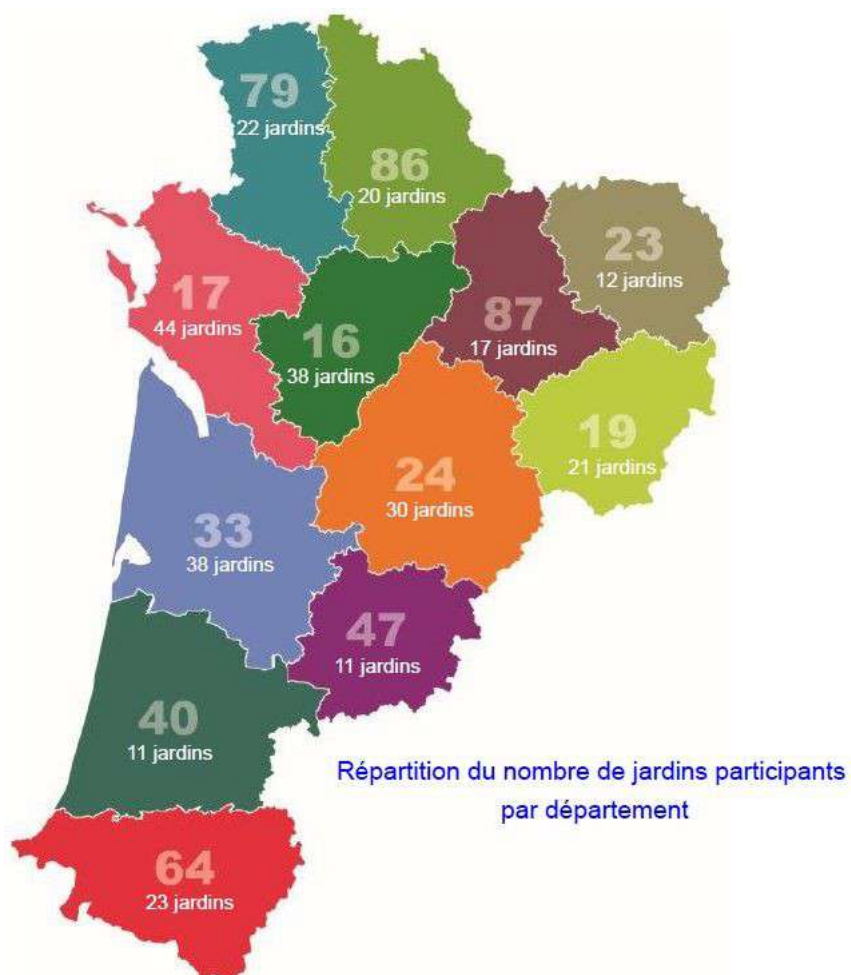 79
22 jardins
86
20 jardins
23
12 jardins
17
44 jardins
87
17 jardins
16
38 jardins
19
21 jardins
24
30 jardins
33
38 jardins
47
11 jardins
40
11 jardins
Répartition du nombre de jardins participants
par département
64
23 jardins